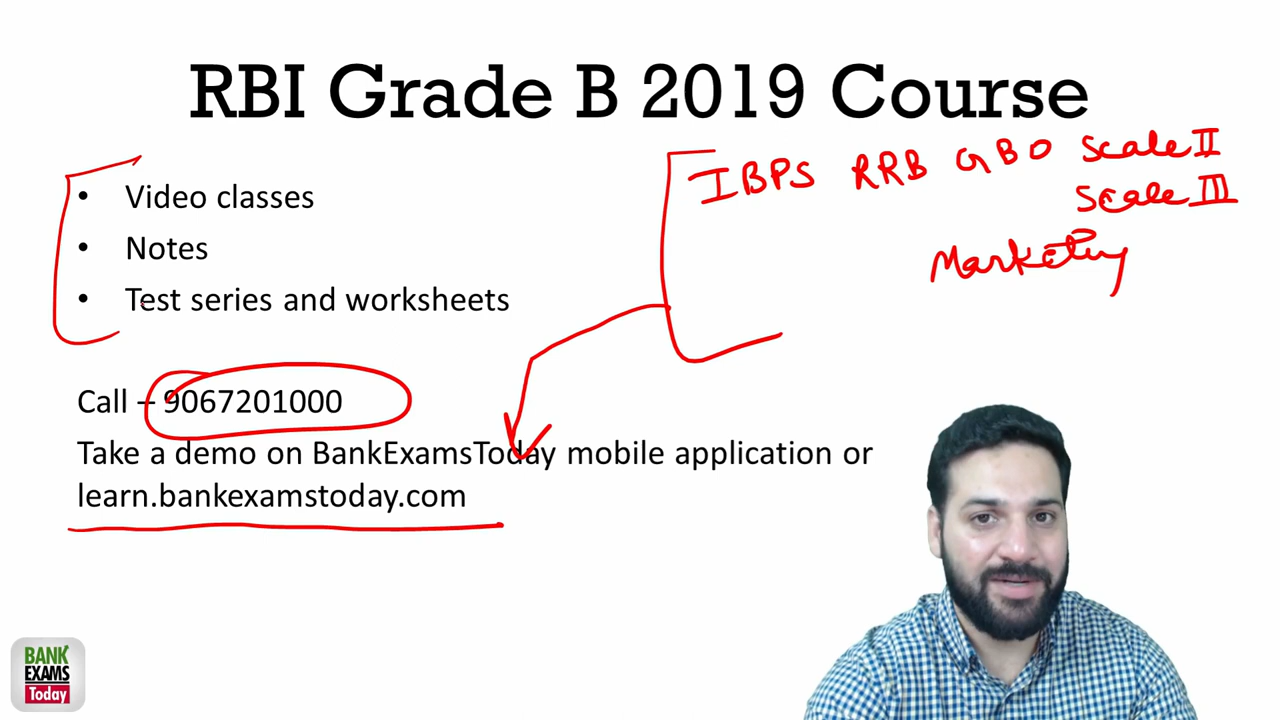 RBI Grade B 2019 Course
• Video classes
• Notes
• Test series and worksheets
IBPS RRB GBO Scale II
Scale III
Marketing
Call – 9067201000
Take a demo on BankExamsToday mobile application or
learn.bankexamstoday.com
BANK
EXAMS
Today